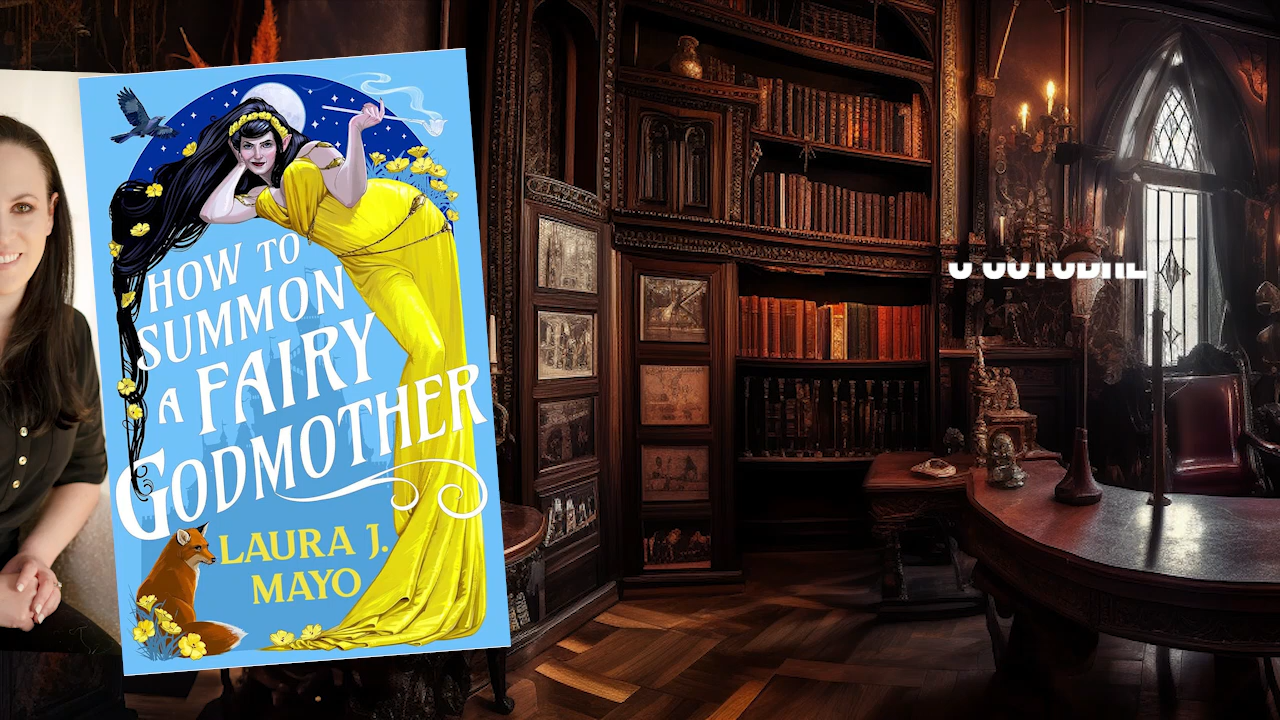 HOW TO
SUMMON
A FAIRY
GODMOTHER
LAURA J.
MAYO